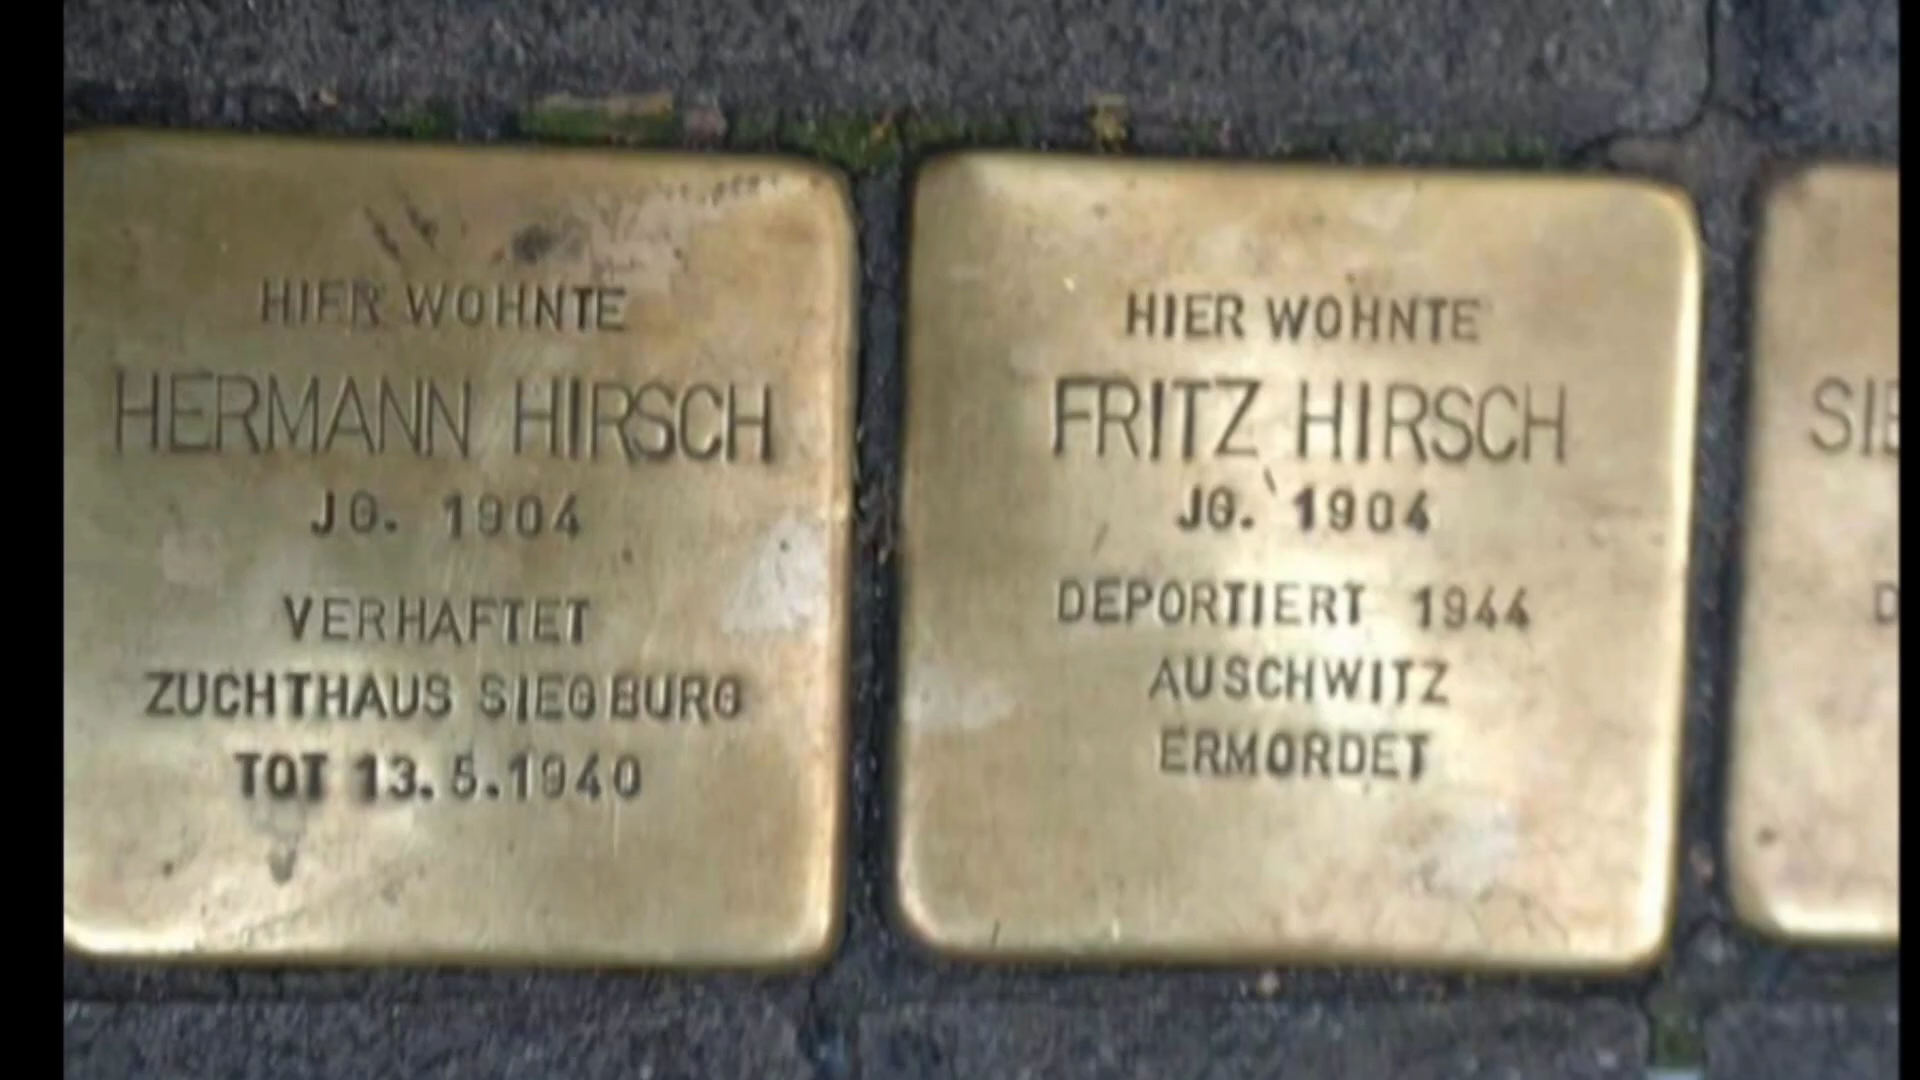 HIER WOHNTE
HERMANN HIRSCH
JG. 1904
VERHAFTET
ZUCHTHAUS SIEGBURG
TOT 13.5.1940
HIER WOHNTE
FRITZ HIRSCH
JG. 1904
DEPORTIERT 1944
AUSCHWITZ
ERMORDET